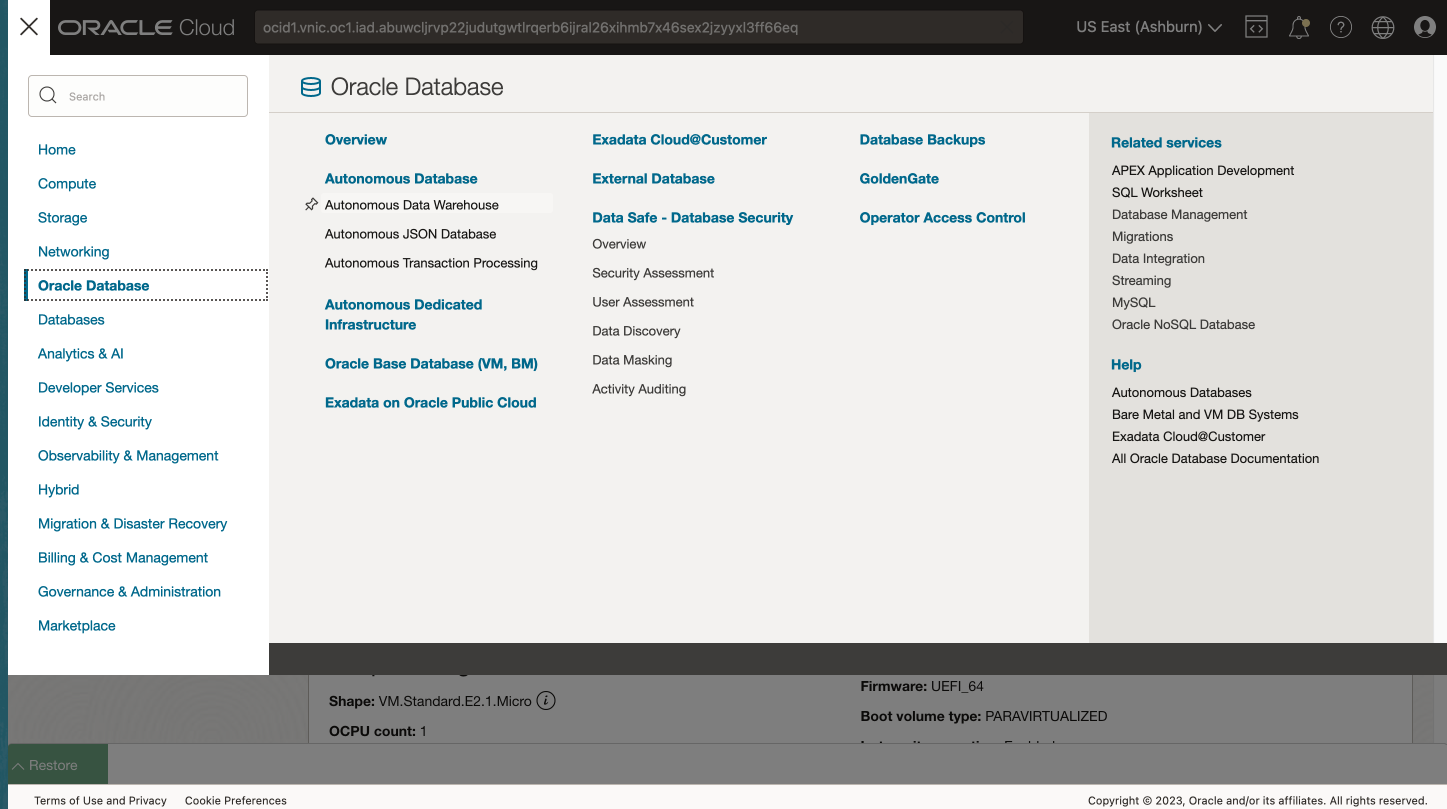 ORACLE Cloud
ocid1.vnic.oc1.iad.abuwcljrvp22judutgwtlrqerb6ijral26xihmb7x46sex2jzyyxl3ff66eq
US East (Ashburn)
Search
Home
Compute
Storage
Networking
Oracle Database
Databases
Analytics & AI
Developer Services
Identity & Security
Observability & Management
Hybrid
Migration & Disaster Recovery
Billing & Cost Management
Governance & Administration
Marketplace
Oracle Database
Overview
Autonomous Database
Autonomous Data Warehouse
Autonomous JSON Database
Autonomous Transaction Processing
Autonomous Dedicated
Infrastructure
Oracle Base Database (VM, BM)
Exadata on Oracle Public Cloud
Exadata Cloud@Customer
External Database
Data Safe - Database Security
Overview
Security Assessment
User Assessment
Data Discovery
Data Masking
Activity Auditing
Database Backups
GoldenGate
Operator Access Control
Related services
APEX Application Development
SQL Worksheet
Database Management
Migrations
Data Integration
Streaming
MySQL
Oracle NoSQL Database
Help
Autonomous Databases
Bare Metal and VM DB Systems
Exadata Cloud@Customer
All Oracle Database Documentation
Shape: VM.Standard.E2.1.Micro
OCPU count: 1
Firmware: UEFI_64
Boot volume type: PARAVIRTUALIZED
Restore
Terms of Use and Privacy
Cookie Preferences
Copyright © 2023, Oracle and/or its affiliates. All rights reserved.